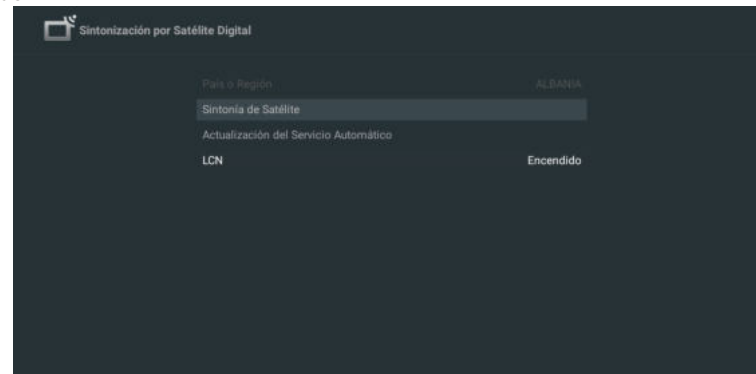 Sintonización por Satélite Digital
País o Región ALBANIA
Sintonía de Satélite
Actualización del Servicio Automático
LCN Encendido